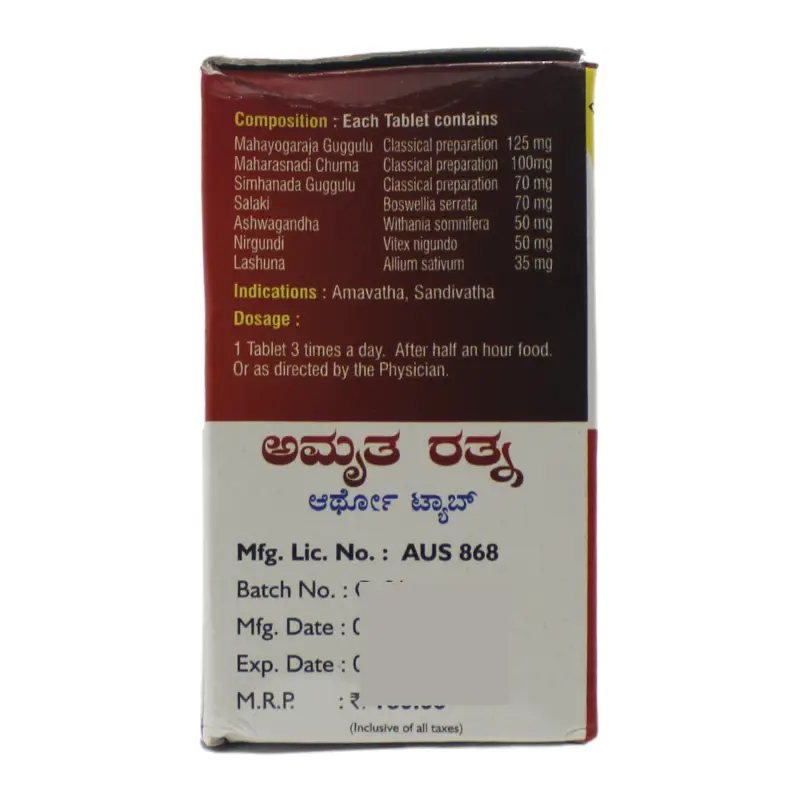 Composition : Each Tablet contains
Mahayogaraja Guggulu Classical preparation 125 mg
Maharasnadi Churna Classical preparation 100mg
Simhanada Guggulu Classical preparation 70 mg
Salaki Boswellia serrata 70 mg
Ashwagandha Withania somnifera 50 mg
Nirgundi Vilex nigundo 50 mg
Lashuna Allium sativum 35 mg
Indications : Amavatha, Sandivatha
Dosage :
1 Tablet 3 times a day. After half an hour food.
Or as directed by the Physician.
ಅಮೃತ ರತ್ನ
ಆರ್ಥೋ ಟ್ಯಾಬ್
Mfg. Lic. No. : AUS 868
Batch No. :
Mfg. Date :
Exp. Date :
M.R.P. : ₹.
(Inclusive of all taxes)